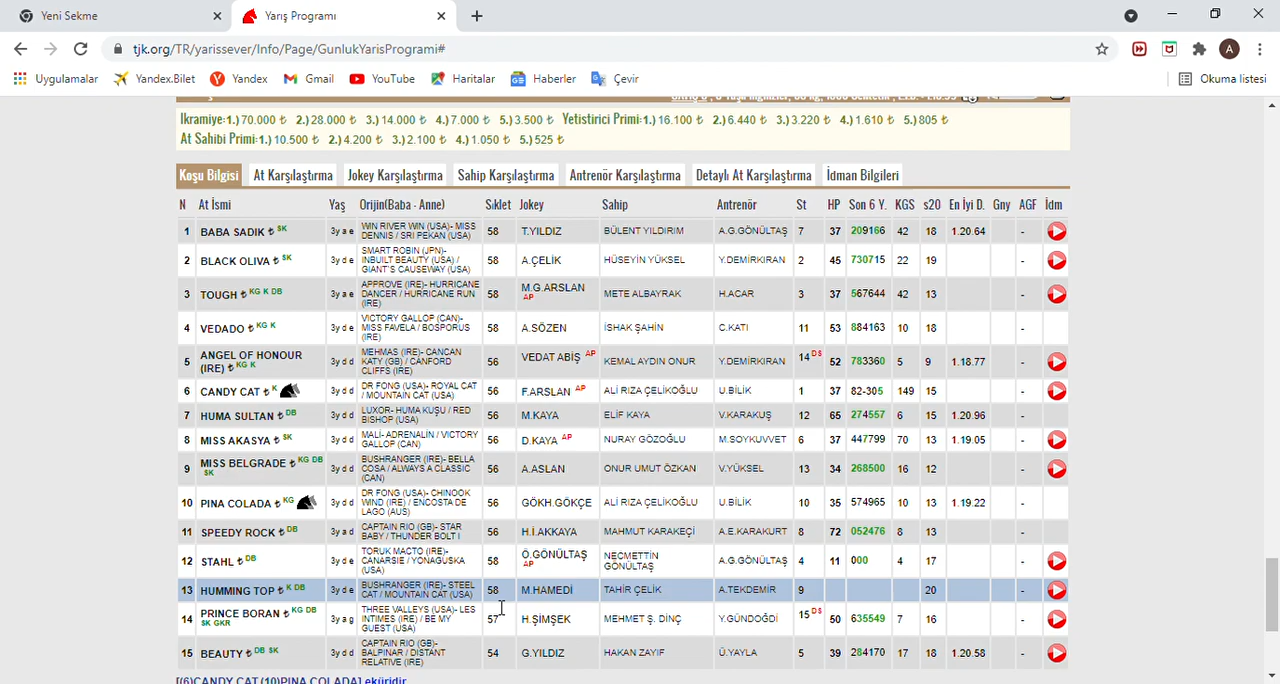 Yeni Sekme
Yarış Programı
tjk.org/TR/yarissever/Info/Page/GunlukYarisProgrami#
A
Uygulamalar Yandex.Bilet Yandex Gmail YouTube Haritalar Haberler Çevir Okuma listesi
İkramiye:1.) 70.000 ₺ 2.) 28.000 ₺ 3.) 14.000 ₺ 4.) 7.000 ₺ 5.) 3.500 ₺ Yetistirici Primi:1.) 16.100 ₺ 2.) 6.440 ₺ 3.) 3.220 ₺ 4.) 1.610 ₺ 5.) 805 ₺
At Sahibi Primi:1.) 10.500 ₺ 2.) 4.200 ₺ 3.) 2.100 ₺ 4.) 1.050 ₺ 5.) 525 ₺
Koşu Bilgisi At Karşılaştırma Jokey Karşılaştırma Sahip Karşılaştırma Antrenör Karşılaştırma Detaylı At Karşılaştırma İdman Bilgileri
N At İsmi Yaş Orijin(Baba - Anne) Sıklet Jokey Sahip Antrenör St HP Son 6 Y. KGS s20 En İyi D. Gny AGF İdm
1 BABA SADIK ₺ SK 3y a e WIN RIVER WIN (USA)- MISS DENNIS / SRI PEKAN (USA) 58 T.YILDIZ BÜLENT YILDIRIM A.G.GÖNÜLTAŞ 7 37 209166 42 18 1.20.64 -
2 BLACK OLIVA ₺ SK 3y d e SMART ROBIN (JPN)- INBUILT BEAUTY (USA) / GIANT'S CAUSEWAY (USA) 58 A.ÇELİK HÜSEYİN YÜKSEL Y.DEMİRKIRAN 2 45 730715 22 19 -
3 TOUGH ₺ KG K DB 3y a e APPROVE (IRE)- HURRICANE DANCER / HURRICANE RUN (IRE) 58 M.G.ARSLAN AP METE ALBAYRAK H.ACAR 3 37 567644 42 13 -
4 VEDADO ₺ KG K 3y d e VICTORY GALLOP (CAN)- MISS FAVELA / BOSPORUS (IRE) 58 A.SÖZEN İSHAK ŞAHİN C.KATI 11 53 884163 10 18 -
5 ANGEL OF HONOUR (IRE) ₺ KG K 3y d d MEHMAS (IRE)- CANCAN KATY (GB) / CANFORD CLIFFS (IRE) 56 VEDAT ABİŞ AP KEMAL AYDIN ONUR Y.DEMİRKIRAN 14 DS 52 783360 5 9 1.18.77 -
6 CANDY CAT ₺ K 3y d d DR FONG (USA)- ROYAL CAT / MOUNTAIN CAT (USA) 56 F.ARSLAN AP ALİ RIZA ÇELİKOĞLU U.BİLİK 1 37 82-305 149 15 -
7 HUMA SULTAN ₺ DB 3y d d LUXOR- HUMA KUŞU / RED BISHOP (USA) 56 M.KAYA ELİF KAYA V.KARAKUŞ 12 65 274557 6 15 1.20.96 -
8 MISS AKASYA ₺ SK 3y d d MALİ- ADRENALİN / VICTORY GALLOP (CAN) 56 D.KAYA AP NURAY GÖZOĞLU M.SOYKUVVET 6 37 447799 70 13 1.19.05 -
9 MISS BELGRADE ₺ KG DB SK 3y d d BUSHRANGER (IRE)- BELLA COSA / ALWAYS A CLASSIC (CAN) 56 A.ASLAN ONUR UMUT ÖZKAN V.YÜKSEL 13 34 268500 16 12 -
10 PINA COLADA ₺ KG 3y d d DR FONG (USA)- CHINOOK WIND (IRE) / ENCOSTA DE LAGO (AUS) 56 GÖKH.GÖKÇE ALİ RIZA ÇELİKOĞLU U.BİLİK 10 35 574965 10 13 1.19.22 -
11 SPEEDY ROCK ₺ DB 3y a d CAPTAIN RIO (GB)- STAR BABY / THUNDER BOLT I 56 H.İ.AKKAYA MAHMUT KARAKEÇİ A.E.KARAKURT 8 72 052476 8 13 -
12 STAHL ₺ DB 3y d e TORUK MACTO (IRE)- CANARSIE / YONAGUSKA (USA) 58 Ö.GÖNÜLTAŞ AP NECMETTİN GÖNÜLTAŞ A.G.GÖNÜLTAŞ 4 11 000 4 17 -
13 HUMMING TOP ₺ K DB 3y d e BUSHRANGER (IRE)- STEEL CAT / MOUNTAIN CAT (USA) 58 M.HAMEDİ TAHİR ÇELİK A.TEKDEMİR 9 20 -
14 PRINCE BORAN ₺ KG DB SK GKR 3y a g THREE VALLEYS (USA)- LES INTIMES (IRE) / BE MY GUEST (USA) 57 H.ŞİMŞEK MEHMET Ş. DİNÇ Y.GÜNDOĞDİ 15 DS 50 635549 7 16 -
15 BEAUTY ₺ DB SK 3y d d CAPTAIN RIO (GB)- BALPINAR / DISTANT RELATIVE (IRE) 54 G.YILDIZ HAKAN ZAYIF Ü.YAYLA 5 39 284170 17 18 1.20.58 -
[(6)CANDY CAT,(10)PINA COLADA] eküridir